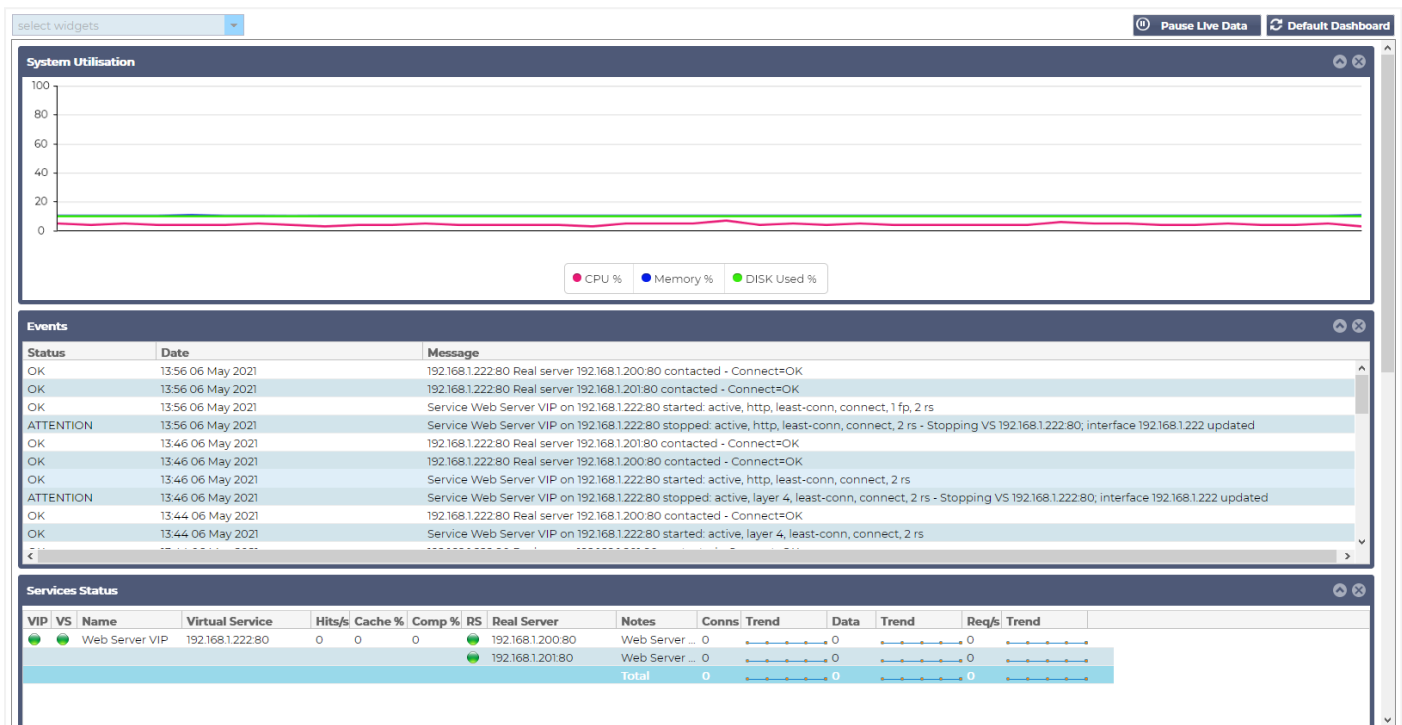 select widgets
Pause Live Data
Default Dashboard
System Utilisation
100
80
60
40
20
0
CPU % Memory % DISK Used %
Events
Status Date Message
OK 13:56 06 May 2021 192.168.1.222:80 Real server 192.168.1.200:80 contacted - Connect=OK
OK 13:56 06 May 2021 192.168.1.222:80 Real server 192.168.1.201:80 contacted - Connect=OK
OK 13:56 06 May 2021 Service Web Server VIP on 192.168.1.222:80 started: active, http, least-conn, connect, 1 fp, 2 rs
ATTENTION 13:56 06 May 2021 Service Web Server VIP on 192.168.1.222:80 stopped: active, http, least-conn, connect, 2 rs - Stopping VS 192.168.1.222:80; interface 192.168.1.222 updated
OK 13:46 06 May 2021 192.168.1.222:80 Real server 192.168.1.201:80 contacted - Connect=OK
OK 13:46 06 May 2021 192.168.1.222:80 Real server 192.168.1.200:80 contacted - Connect=OK
OK 13:46 06 May 2021 Service Web Server VIP on 192.168.1.222:80 started: active, http, least-conn, connect, 2 rs
ATTENTION 13:46 06 May 2021 Service Web Server VIP on 192.168.1.222:80 stopped: active, layer 4, least-conn, connect, 2 rs - Stopping VS 192.168.1.222:80; interface 192.168.1.222 updated
OK 13:44 06 May 2021 192.168.1.222:80 Real server 192.168.1.200:80 contacted - Connect=OK
OK 13:44 06 May 2021 Service Web Server VIP on 192.168.1.222:80 started: active, layer 4, least-conn, connect, 2 rs
Services Status
VIP VS Name Virtual Service Hits/s Cache % Comp % RS Real Server Notes Conns Trend Data Trend Req/s Trend
Web Server VIP 192.168.1.222:80 0 0 0 192.168.1.200:80 Web Server ... 0 0 0
192.168.1.201:80 Web Server ... 0 0 0
Total 0 0 0